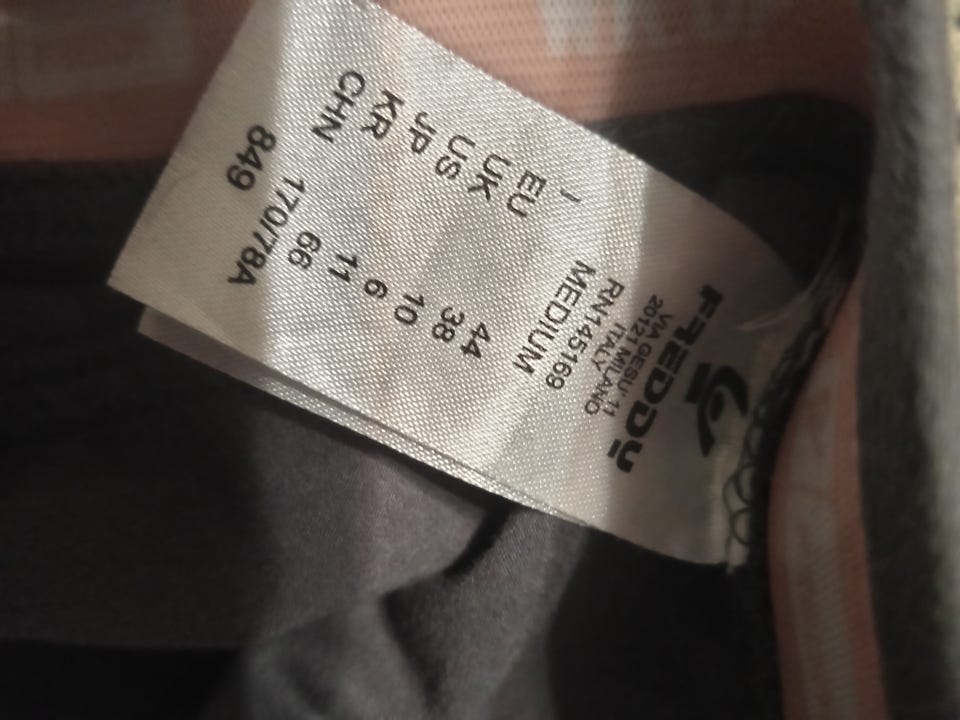 FREDDY
VIA GESU' 11
20121 MILANO
ITALY
RN145169
MEDIUM
I 44
EU 38
UK 10
US 6
JP 11
KR 66
CHN 170/78A
849